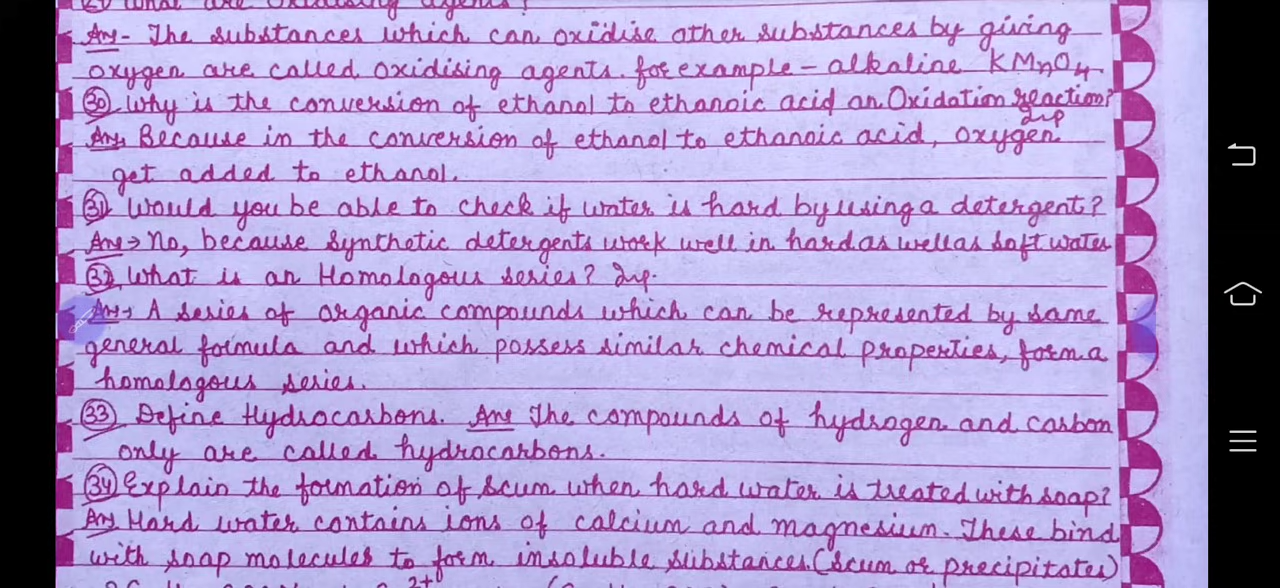 29 What are Oxidising agents?
Ans- The substances which can oxidise other substances by giving
oxygen are called oxidising agents. for example - alkaline KMnO4.
30. Why is the conversion of ethanol to ethanoic acid an Oxidation reaction? Imp
Ans, Because in the conversion of ethanol to ethanoic acid, oxygen
get added to ethanol.
31 Would you be able to check if water is hard by using a detergent?
Ans→ No, because synthetic detergents work well in hard as well as soft water
32, What is an Homologous series? Imp.
Ans→ A series of organic compounds which can be represented by same
general formula and which possess similar chemical properties, form a
homologous series.
33 Define Hydrocarbons. Ans The compounds of hydrogen and carbon
only are called hydrocarbons.
34 Explain the formation of scum when hard water is treated with soap?
Ans Hard water contains ions of calcium and magnesium. These bind
with soap molecules to form insoluble substances (scum or precipitates)